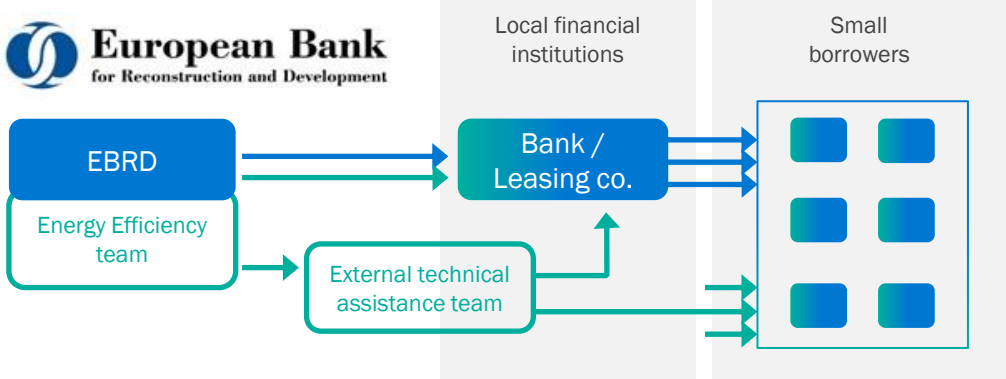 European Bank
for Reconstruction and Development
Local financial
institutions
Small
borrowers
EBRD
Bank /
Leasing co.
Energy Efficiency
team
External technical
assistance team